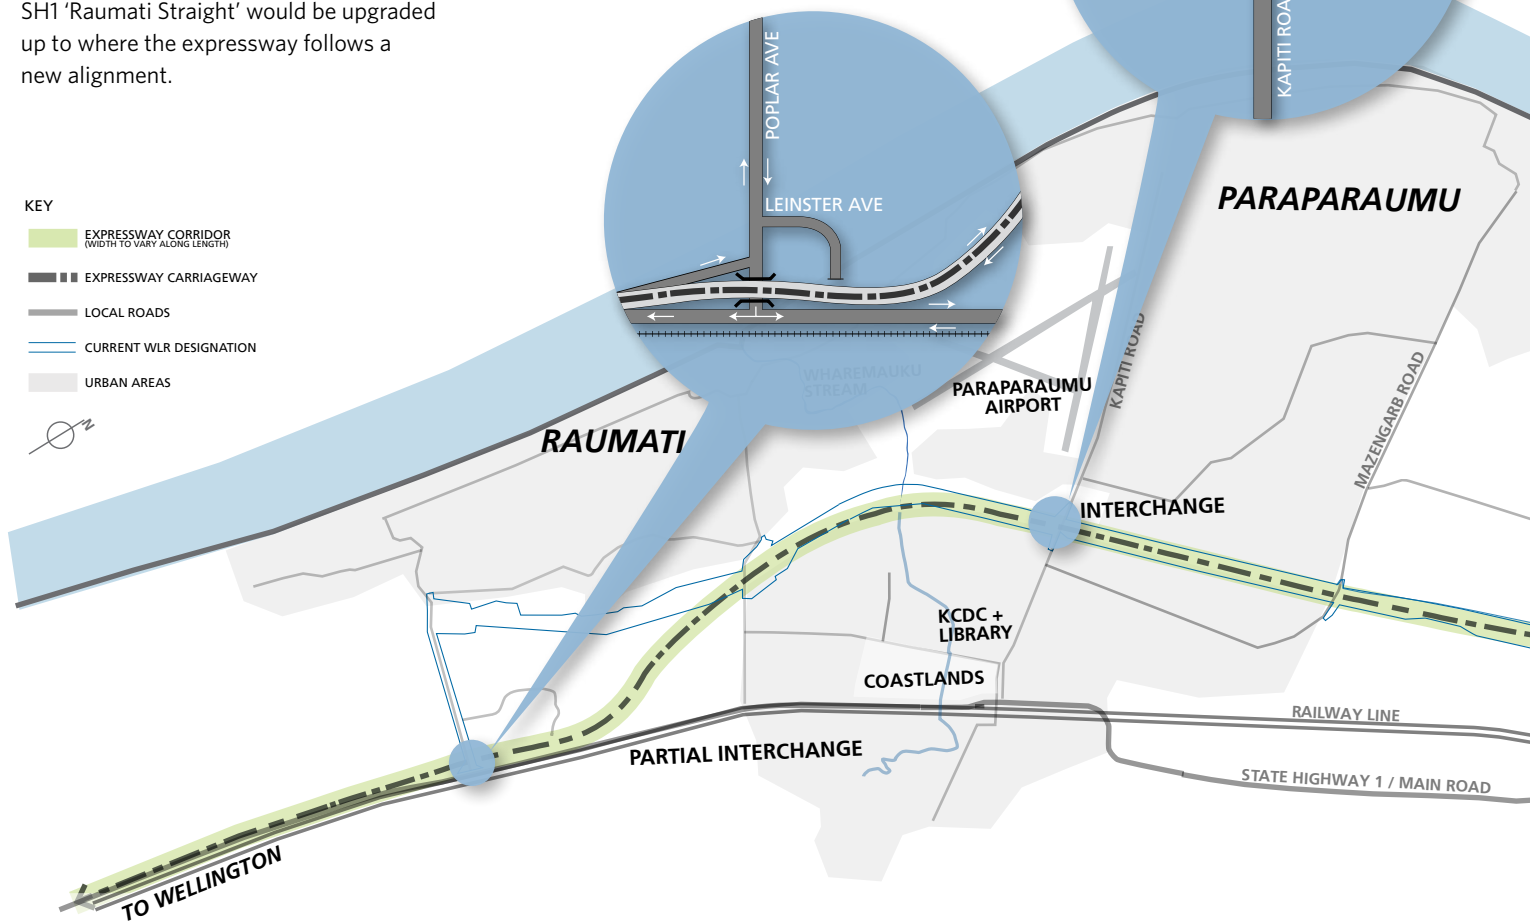 SH1 ‘Raumati Straight’ would be upgraded
up to where the expressway follows a
new alignment.
KEY
EXPRESSWAY CORRIDOR
(WIDTH TO VARY ALONG LENGTH)
EXPRESSWAY CARRIAGEWAY
LOCAL ROADS
CURRENT WLR DESIGNATION
URBAN AREAS
N
POPLAR AVE
LEINSTER AVE
KAPITI ROA
PARAPARAUMU
WHAREMAUKU
STREAM
PARAPARAUMU
AIRPORT
KAPITI ROAD
MAZENGARB ROAD
RAUMATI
INTERCHANGE
KCDC +
LIBRARY
COASTLANDS
RAILWAY LINE
PARTIAL INTERCHANGE
STATE HIGHWAY 1 / MAIN ROAD
TO WELLINGTON